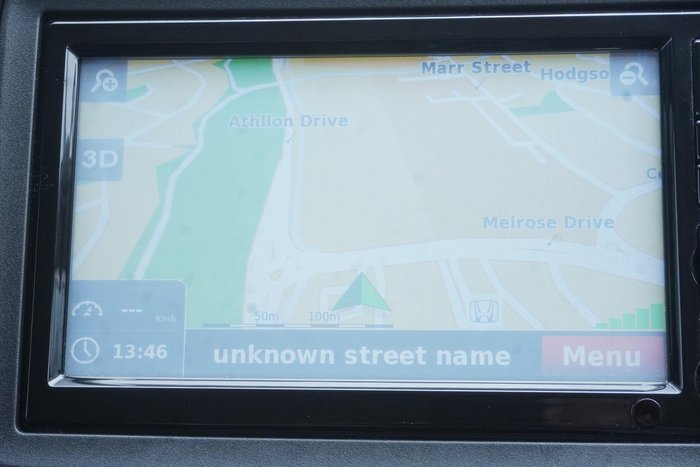 Marr Street
Hodgso
Athllon Drive
3D
Melrose Drive
50m
100m
---
Kmh
13:46
unknown street name
Menu